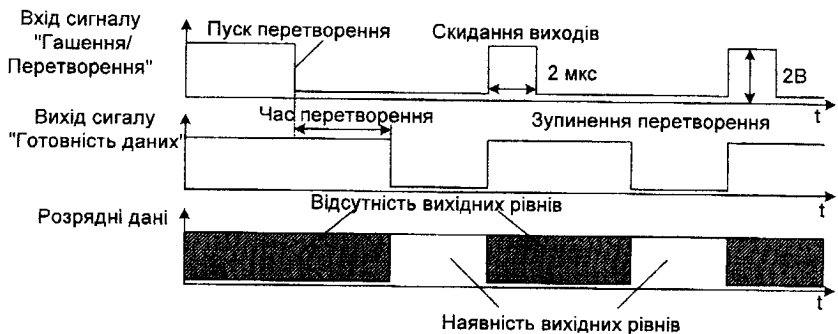 Вхід сигналу
"Гашення/
Перетворення"
Пуск перетворення
Скидання виходів
2 мкс
2В
t
Вихід сигалу
"Готовність даних"
Час перетворення
Зупинення перетворення
t
Розрядні дані
Відсутність вихідних рівнів
t
Наявність вихідних рівнів